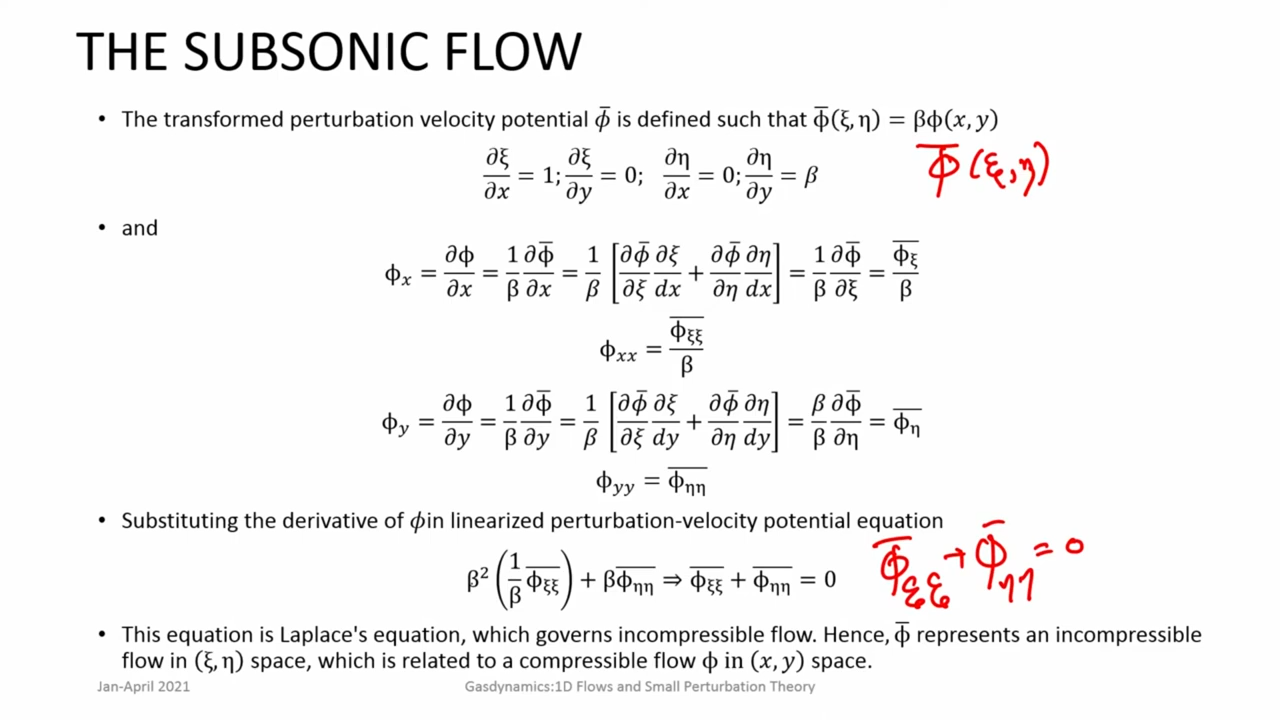 THE SUBSONIC FLOW
• The transformed perturbation velocity potential ϕ̅ is defined such that ϕ̅(ξ, η) = βϕ(x, y)
∂ξ/∂x = 1; ∂ξ/∂y = 0; ∂η/∂x = 0; ∂η/∂y = β
ϕ̅ (ξ, η)
• and
ϕ_x = ∂ϕ/∂x = 1/β ∂ϕ̅/∂x = 1/β [∂ϕ̅/∂ξ ∂ξ/dx + ∂ϕ̅/∂η ∂η/dx] = 1/β ∂ϕ̅/∂ξ = ϕ̅_ξ/β
ϕ_xx = ϕ̅_ξξ/β
ϕ_y = ∂ϕ/∂y = 1/β ∂ϕ̅/∂y = 1/β [∂ϕ̅/∂ξ ∂ξ/dy + ∂ϕ̅/∂η ∂η/dy] = β/β ∂ϕ̅/∂η = ϕ̅_η
ϕ_yy = ϕ̅_ηη
• Substituting the derivative of ϕin linearized perturbation-velocity potential equation
β² (1/β ϕ̅_ξξ) + βϕ̅_ηη ⇒ ϕ̅_ξξ + ϕ̅_ηη = 0
ϕ̅_ξξ + ϕ̅_ηη = 0
• This equation is Laplace's equation, which governs incompressible flow. Hence, ϕ̅ represents an incompressible
flow in (ξ, η) space, which is related to a compressible flow ϕ in (x, y) space.
Jan-April 2021
Gasdynamics:1D Flows and Small Perturbation Theory